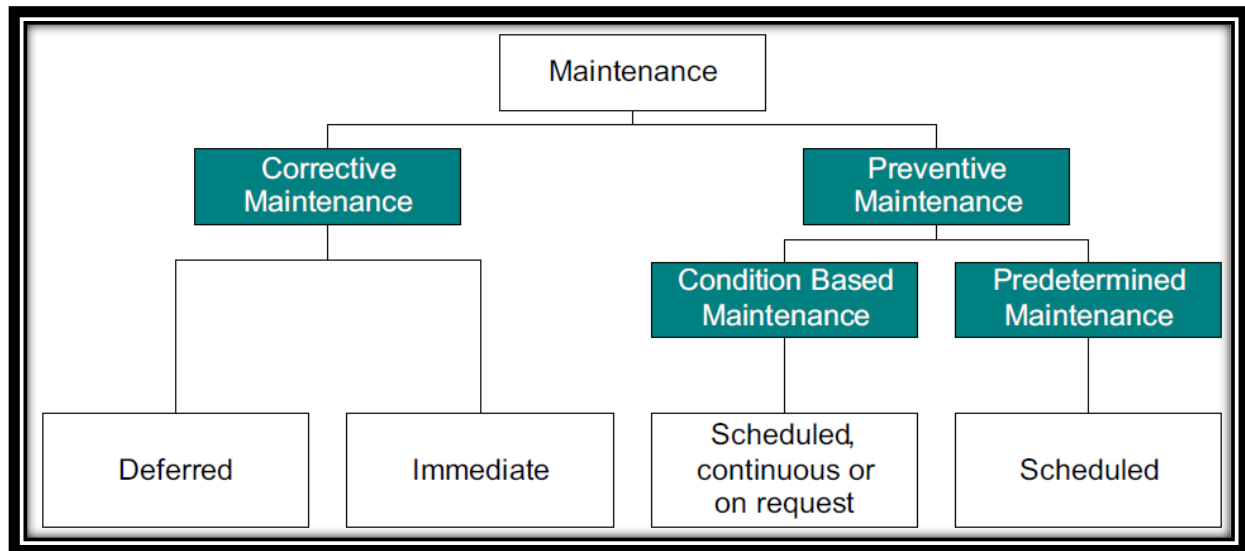 Maintenance
Corrective
Maintenance
Preventive
Maintenance
Condition Based
Maintenance
Predetermined
Maintenance
Deferred
Immediate
Scheduled,
continuous or
on request
Scheduled